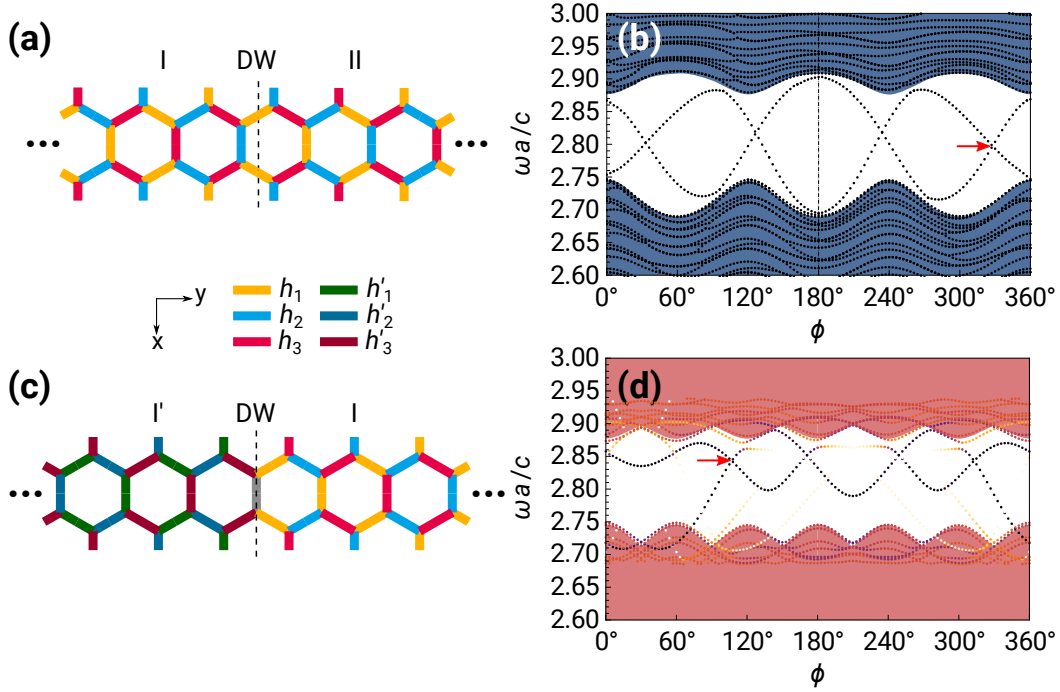 (a)
I DW II
... ...
y
x
h₁ h'₁
h₂ h'₂
h₃ h'₃
(b)
ωa/c
3.00
2.95
2.90
2.85
2.80
2.75
2.70
2.65
2.60
0° 60° 120° 180° 240° 300° 360°
ϕ
(c)
I' DW I
... ...
(d)
ωa/c
3.00
2.95
2.90
2.85
2.80
2.75
2.70
2.65
2.60
0° 60° 120° 180° 240° 300° 360°
ϕ